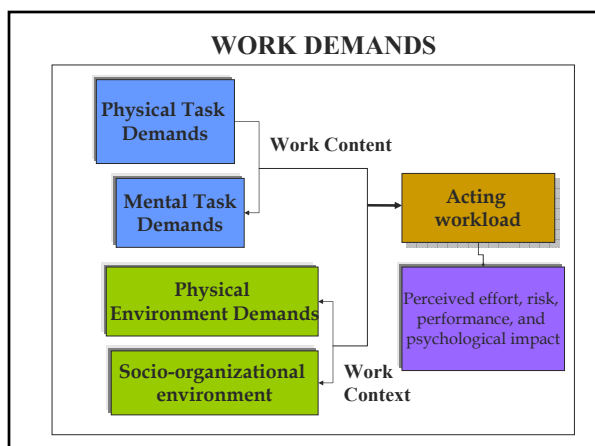 WORK DEMANDS
Physical Task
Demands
Work Content
Mental Task
Demands
Acting
workload
Physical
Environment Demands
Perceived effort, risk,
performance, and
psychological impact
Socio-organizational
environment
Work
Context